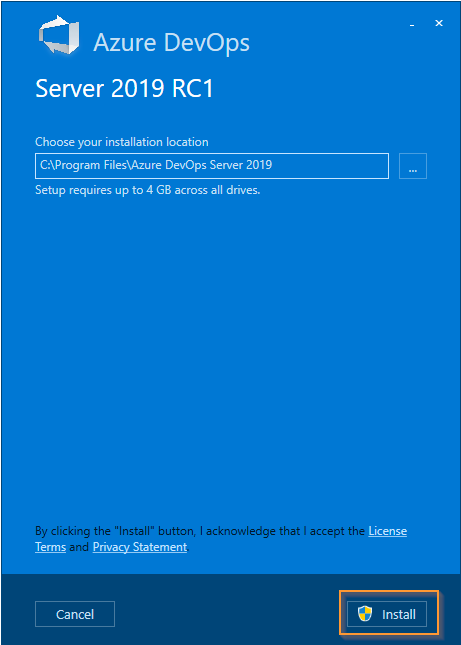 Azure DevOps
Server 2019 RC1
Choose your installation location
C:\Program Files\Azure DevOps Server 2019
...
Setup requires up to 4 GB across all drives.
By clicking the "Install" button, I acknowledge that I accept the License
Terms and Privacy Statement.
Cancel
Install